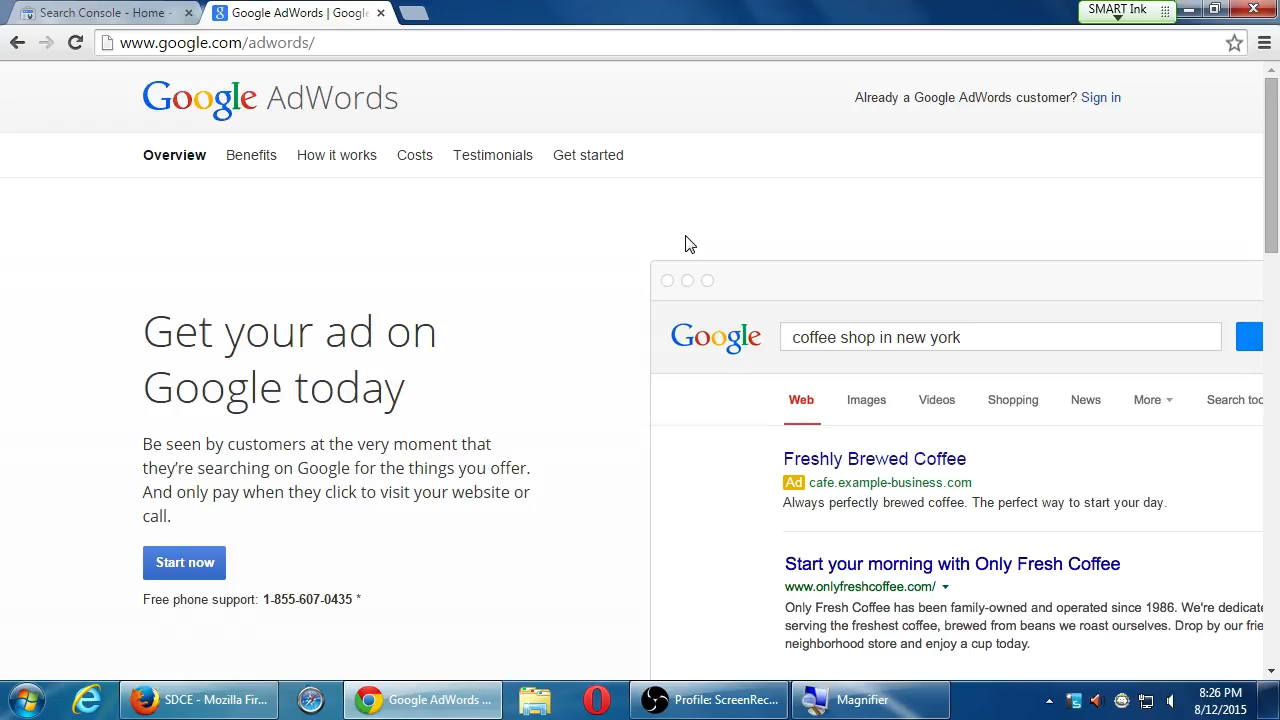 Search Console - Home -
Google AdWords | Google
SMART Ink
www.google.com/adwords/
Google AdWords
Already a Google AdWords customer? Sign in
Overview Benefits How it works Costs Testimonials Get started
Get your ad on
Google today
Be seen by customers at the very moment that
they're searching on Google for the things you offer.
And only pay when they click to visit your website or
call.
Start now
Free phone support: 1-855-607-0435 *
Google coffee shop in new york
Web Images Videos Shopping News More Search too
Freshly Brewed Coffee
Ad cafe.example-business.com
Always perfectly brewed coffee. The perfect way to start your day.
Start your morning with Only Fresh Coffee
www.onlyfreshcoffee.com/
Only Fresh Coffee has been family-owned and operated since 1986. We're dedicate
serving the freshest coffee, brewed from beans we roast ourselves. Drop by our frie
neighborhood store and enjoy a cup today.
SDCE - Mozilla Fir... Google AdWords ... Profile: ScreenRec... Magnifier
8:26 PM
8/12/2015